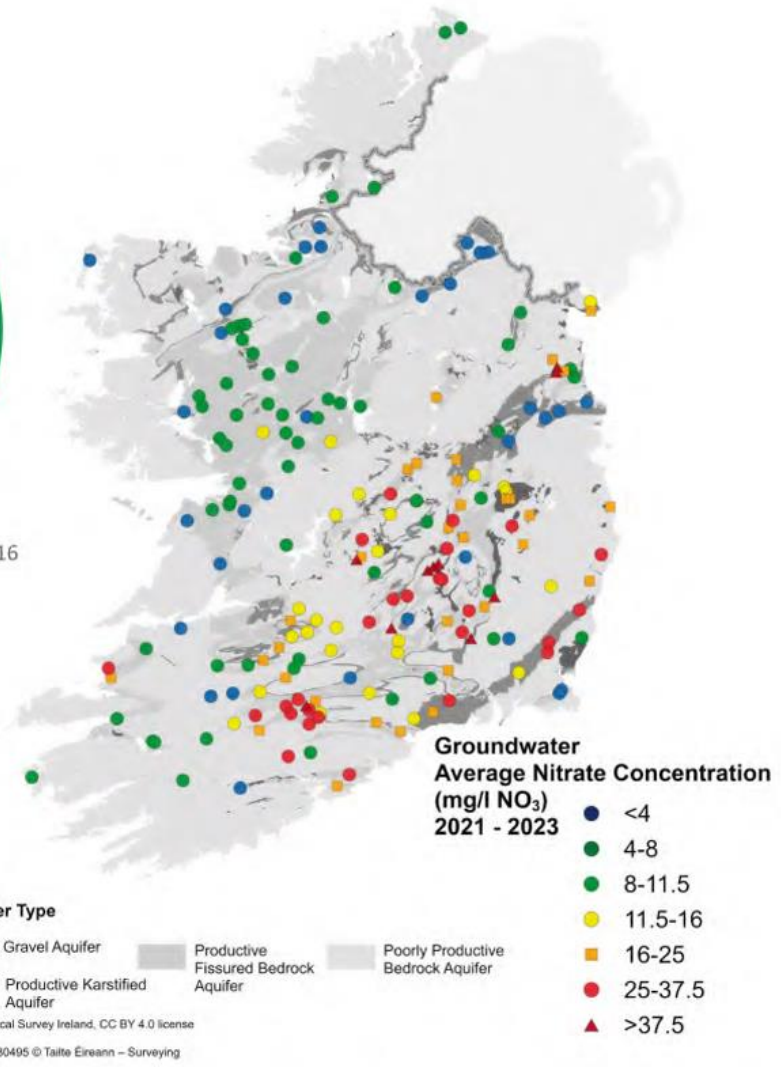 16
Groundwater
Average Nitrate Concentration
(mg/l NO₃)
2021 - 2023
<4
4-8
8-11.5
11.5-16
16-25
25-37.5
>37.5
er Type
Gravel Aquifer
Productive Karstified
Aquifer
Productive
Fissured Bedrock
Aquifer
Poorly Productive
Bedrock Aquifer
cal Survey Ireland, CC BY 4.0 license
30495 © Tailte Éireann – Surveying